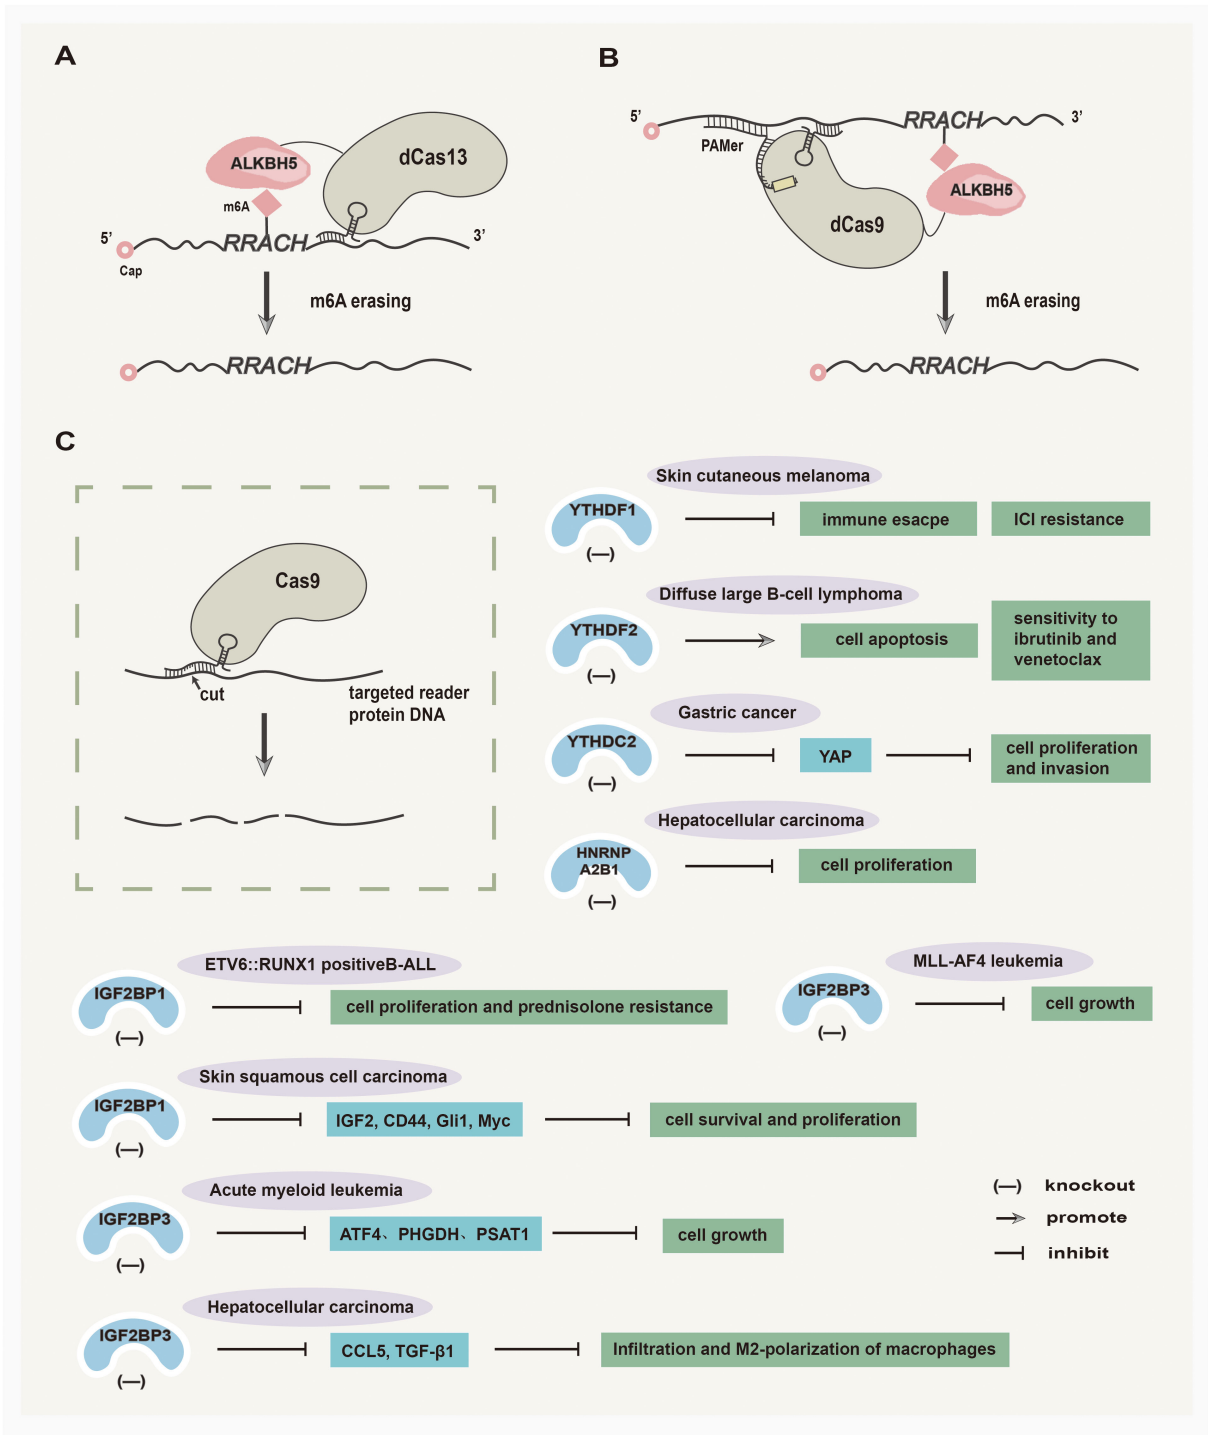 A
ALKBH5
dCas13
m6A
5’
RRACH
3’
Cap
m6A erasing
RRACH
B
5’
RRACH
3’
PAMer
ALKBH5
dCas9
m6A erasing
RRACH
C
Cas9
cut
targeted reader
protein DNA
Skin cutaneous melanoma
YTHDF1
(—)
immune esacpe
ICI resistance
Diffuse large B-cell lymphoma
YTHDF2
(—)
cell apoptosis
sensitivity to
ibrutinib and
venetoclax
Gastric cancer
YTHDC2
(—)
YAP
cell proliferation
and invasion
Hepatocellular carcinoma
HNRNP
A2B1
(—)
cell proliferation
ETV6::RUNX1 positiveB-ALL
IGF2BP1
(—)
cell proliferation and prednisolone resistance
MLL-AF4 leukemia
IGF2BP3
(—)
cell growth
Skin squamous cell carcinoma
IGF2BP1
(—)
IGF2, CD44, Gli1, Myc
cell survival and proliferation
Acute myeloid leukemia
IGF2BP3
(—)
ATF4、PHGDH、PSAT1
cell growth
Hepatocellular carcinoma
IGF2BP3
(—)
CCL5, TGF-β1
Infiltration and M2-polarization of macrophages
(—) knockout
promote
inhibit